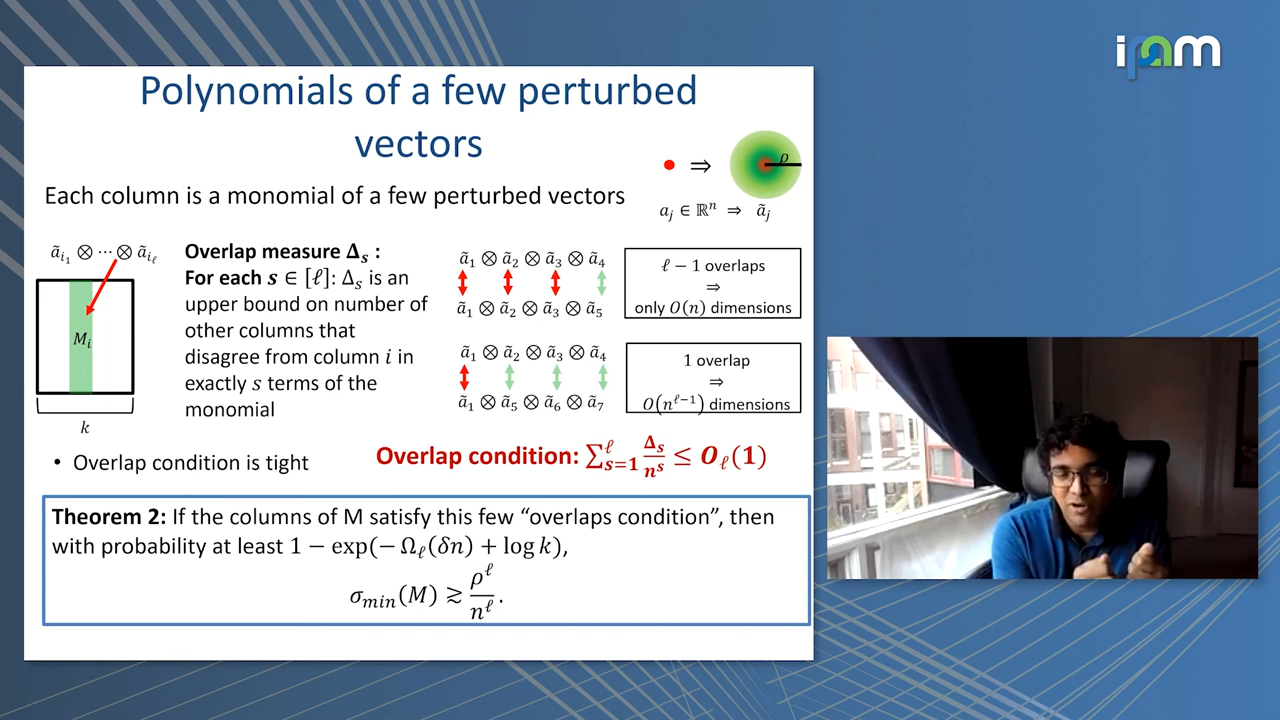 ipam
Polynomials of a few perturbed
vectors
ρ
Each column is a monomial of a few perturbed vectors
a_j ∈ ℝ^n ⇒ ã_j
ã_{i_1} ⊗ ⋯ ⊗ ã_{i_ℓ}
M_i
k
Overlap measure Δ_s :
For each s ∈ [ℓ]: Δ_s is an
upper bound on number of
other columns that
disagree from column i in
exactly s terms of the
monomial
ã_1 ⊗ ã_2 ⊗ ã_3 ⊗ ã_4
ã_1 ⊗ ã_2 ⊗ ã_3 ⊗ ã_5
ℓ − 1 overlaps
⇒
only O(n) dimensions
ã_1 ⊗ ã_2 ⊗ ã_3 ⊗ ã_4
ã_1 ⊗ ã_5 ⊗ ã_6 ⊗ ã_7
1 overlap
⇒
O(n^{ℓ−1}) dimensions
• Overlap condition is tight
Overlap condition: ∑_{s=1}^{ℓ} Δ_s/n^s ≤ O_ℓ(1)
Theorem 2: If the columns of M satisfy this few “overlaps condition”, then
with probability at least 1 − exp(− Ω_ℓ(δn) + log k),
σ_{min}(M) ≳ ρ^ℓ/n^ℓ .